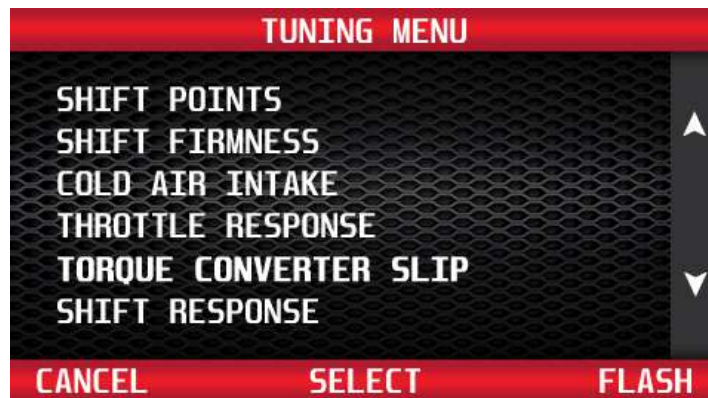 TUNING MENU
SHIFT POINTS
SHIFT FIRMNESS
COLD AIR INTAKE
THROTTLE RESPONSE
TORQUE CONVERTER SLIP
SHIFT RESPONSE
CANCEL SELECT FLASH